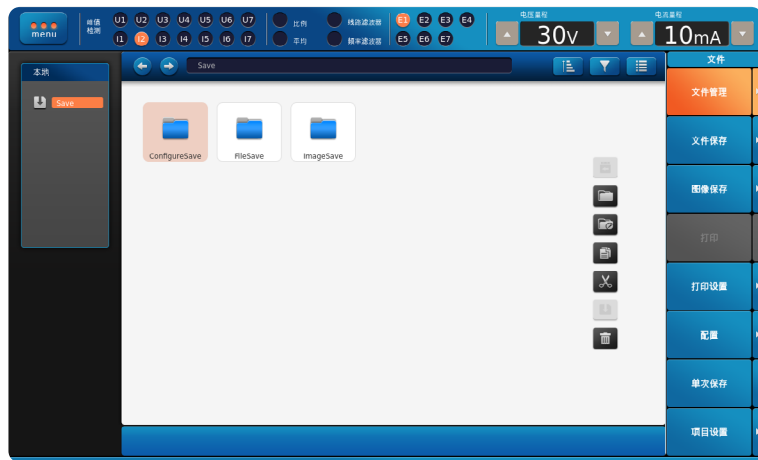 menu
峰值
检测
U1 U2 U3 U4 U5 U6 U7
I1 I2 I3 I4 I5 I6 I7
比例
平均
线路滤波器
频率滤波器
E1 E2 E3 E4
E5 E6 E7
电压量程
30V
电流量程
10mA
本地
Save
Save
ConfigureSave
FileSave
ImageSave
文件
文件管理
文件保存
图像保存
打印
打印设置
配置
单次保存
项目设置